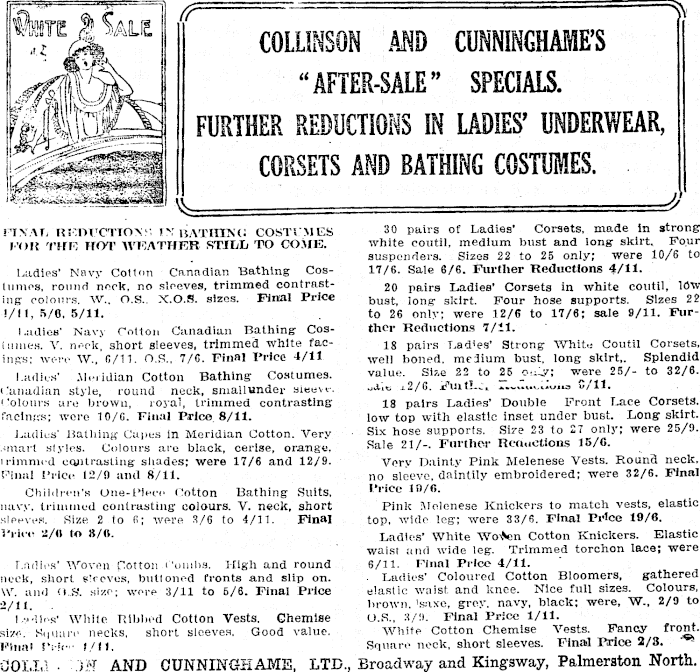 WHITE SALE
COLLINSON AND CUNNINGHAME'S
"AFTER-SALE" SPECIALS.
FURTHER REDUCTIONS IN LADIES' UNDERWEAR,
CORSETS AND BATHING COSTUMES.
FINAL REDUCTIONS IN BATHING COSTUMES
FOR THE HOT WEATHER STILL TO COME.
Ladies' Navy Cotton Canadian Bathing Cos-
tumes, round neck, no sleeves, trimmed contrast-
ing colours. W., O.S., X.O.S. sizes. Final Price
5/6, 5/11.
Ladies' Navy Cotton Canadian Bathing Cos-
tumes. V. neck, short sleeves, trimmed white fac-
ings; were W., 6/11. O.S., 7/6. Final Price 4/11
Ladies' Meridian Cotton Bathing Costumes.
Canadian style, round neck, small under sleeve.
Colours are brown, royal, trimmed contrasting
facings; were 10/6. Final Price 8/11.
Ladies' Bathing Capes in Meridian Cotton. Very
smart styles. Colours are black, cerise, orange,
trimmed contrasting shades; were 17/6 and 12/9.
Final Price 12/9 and 8/11.
Children's One-Piece Cotton Bathing Suits,
navy, trimmed contrasting colours. V. neck, short
sleeves. Size 2 to 6; were 3/6 to 4/11. Final
Price 2/6 to 3/6.
Ladies' Woven Cotton Combs. High and round
neck, short sleeves, buttoned fronts and slip on.
W. and O.S. size; were 3/11 to 5/6. Final Price
2/11.
Ladies' White Ribbed Cotton Vests. Chemise
size. Square necks, short sleeves. Good value.
Final Price 1/11.
30 pairs of Ladies' Corsets, made in strong
white coutil, medium bust and long skirt. Four
suspenders. Sizes 22 to 25 only; were 10/6 to
17/6. Sale 6/6. Further Reductions 4/11.
20 pairs Ladies' Corsets in white coutil, low
bust, long skirt. Four hose supports. Sizes 22
to 26 only; were 12/6 to 17/6; sale 9/11. Fur-
ther Reductions 7/11.
18 pairs Ladies' Strong White Coutil Corsets,
well boned, medium bust, long skirt,. Splendid
value. Size 22 to 25 only; were 25/- to 32/6.
Sale 12/6. Further Reductions
18 pairs Ladies' Double Front Lace Corsets,
low top with elastic inset under bust. Long skirt.
Six hose supports. Size 23 to 27 only; were 25/9.
Sale 21/-. Further Reductions 15/6.
Very Dainty Pink Melenese Vests. Round neck,
no sleeve, daintily embroidered; were 32/6. Final
Price 19/6.
Pink Melenese Knickers to match vests, elastic
top, wide leg; were 33/6. Final Price 19/6.
Ladies' White Woven Cotton Knickers. Elastic
waist and wide leg. Trimmed torchon lace; were
6/11. Final Price 4/11.
Ladies' Coloured Cotton Bloomers, gathered
elastic waist and knee. Nice full sizes. Colours,
brown, saxe, grey, navy, black; were, W., 2/9 to
O.S., 3/9. Final Price 1/11.
White Cotton Chemise Vests. Fancy front.
Square neck, short sleeves. Final Price 2/3.
AND CUNNINGHAME, LTD., Broadway and Kingsway, Palmerston North.